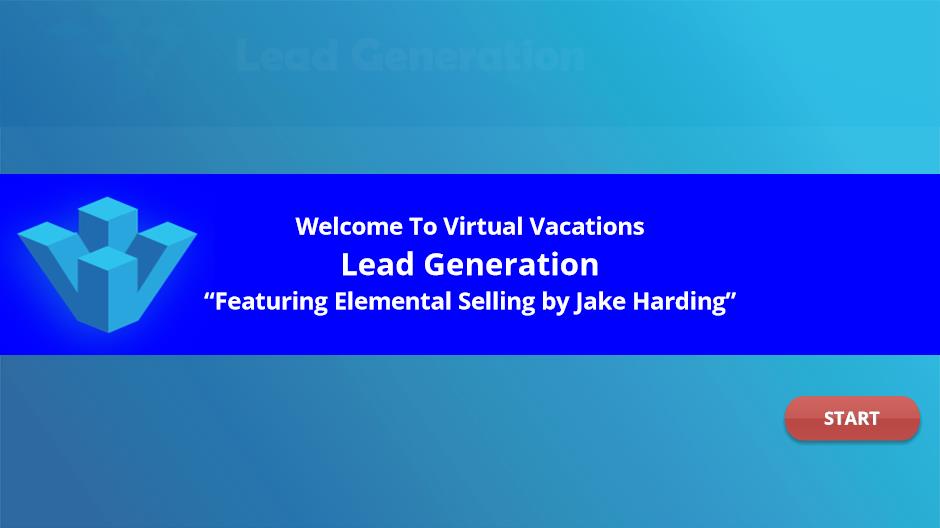 Lead Generation
Welcome To Virtual Vacations
Lead Generation
“Featuring Elemental Selling by Jake Harding”
START